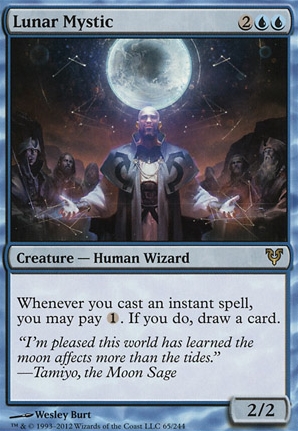 Lunar Mystic 2
Creature — Human Wizard
Whenever you cast an instant spell,
you may pay 1. If you do, draw a card.
“I’m pleased this world has learned the
moon affects more than the tides.”
—Tamiyo, the Moon Sage
Wesley Burt
2/2
™ & © 1993–2012 Wizards of the Coast LLC 65/244